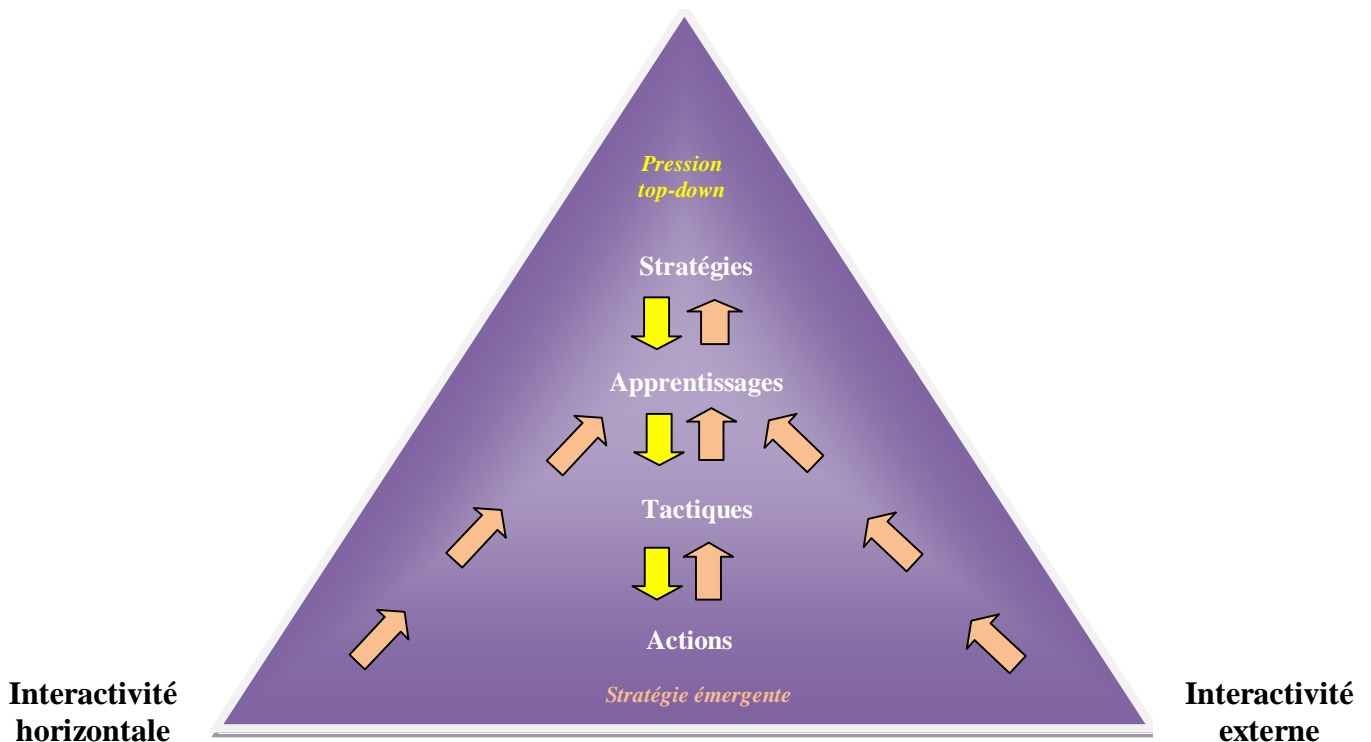 Pression
top-down
Stratégies
Apprentissages
Tactiques
Actions
Stratégie émergente
Interactivité
horizontale
Interactivité
externe